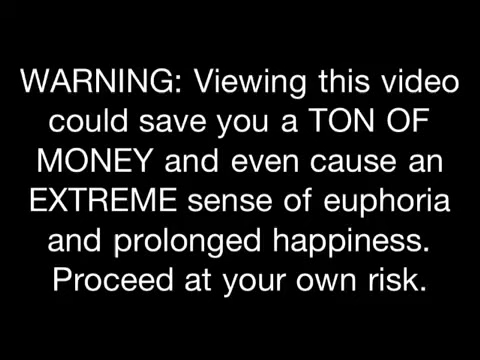 WARNING: Viewing this video
could save you a TON OF
MONEY and even cause an
EXTREME sense of euphoria
and prolonged happiness.
Proceed at your own risk.